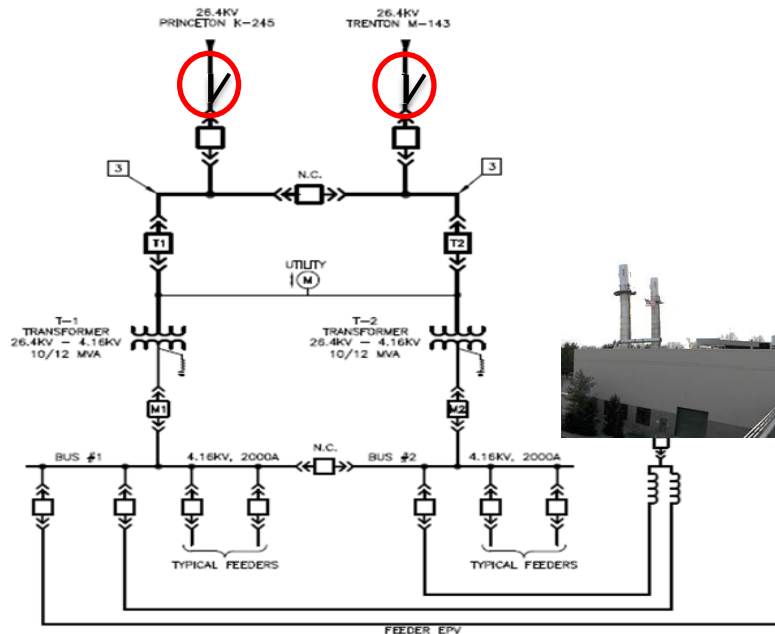 26.4KV
PRINCETON K-245
26.4KV
TRENTON M-143
3
N.C.
3
T1
T2
UTILITY
M
T-1
TRANSFORMER
26.4KV - 4.16KV
10/12 MVA
T-2
TRANSFORMER
26.4KV - 4.16KV
10/12 MVA
M1
M2
BUS #1
4.16KV, 2000A
N.C.
BUS #2
4.16KV, 2000A
TYPICAL FEEDERS
TYPICAL FEEDERS
FEEDER EPV